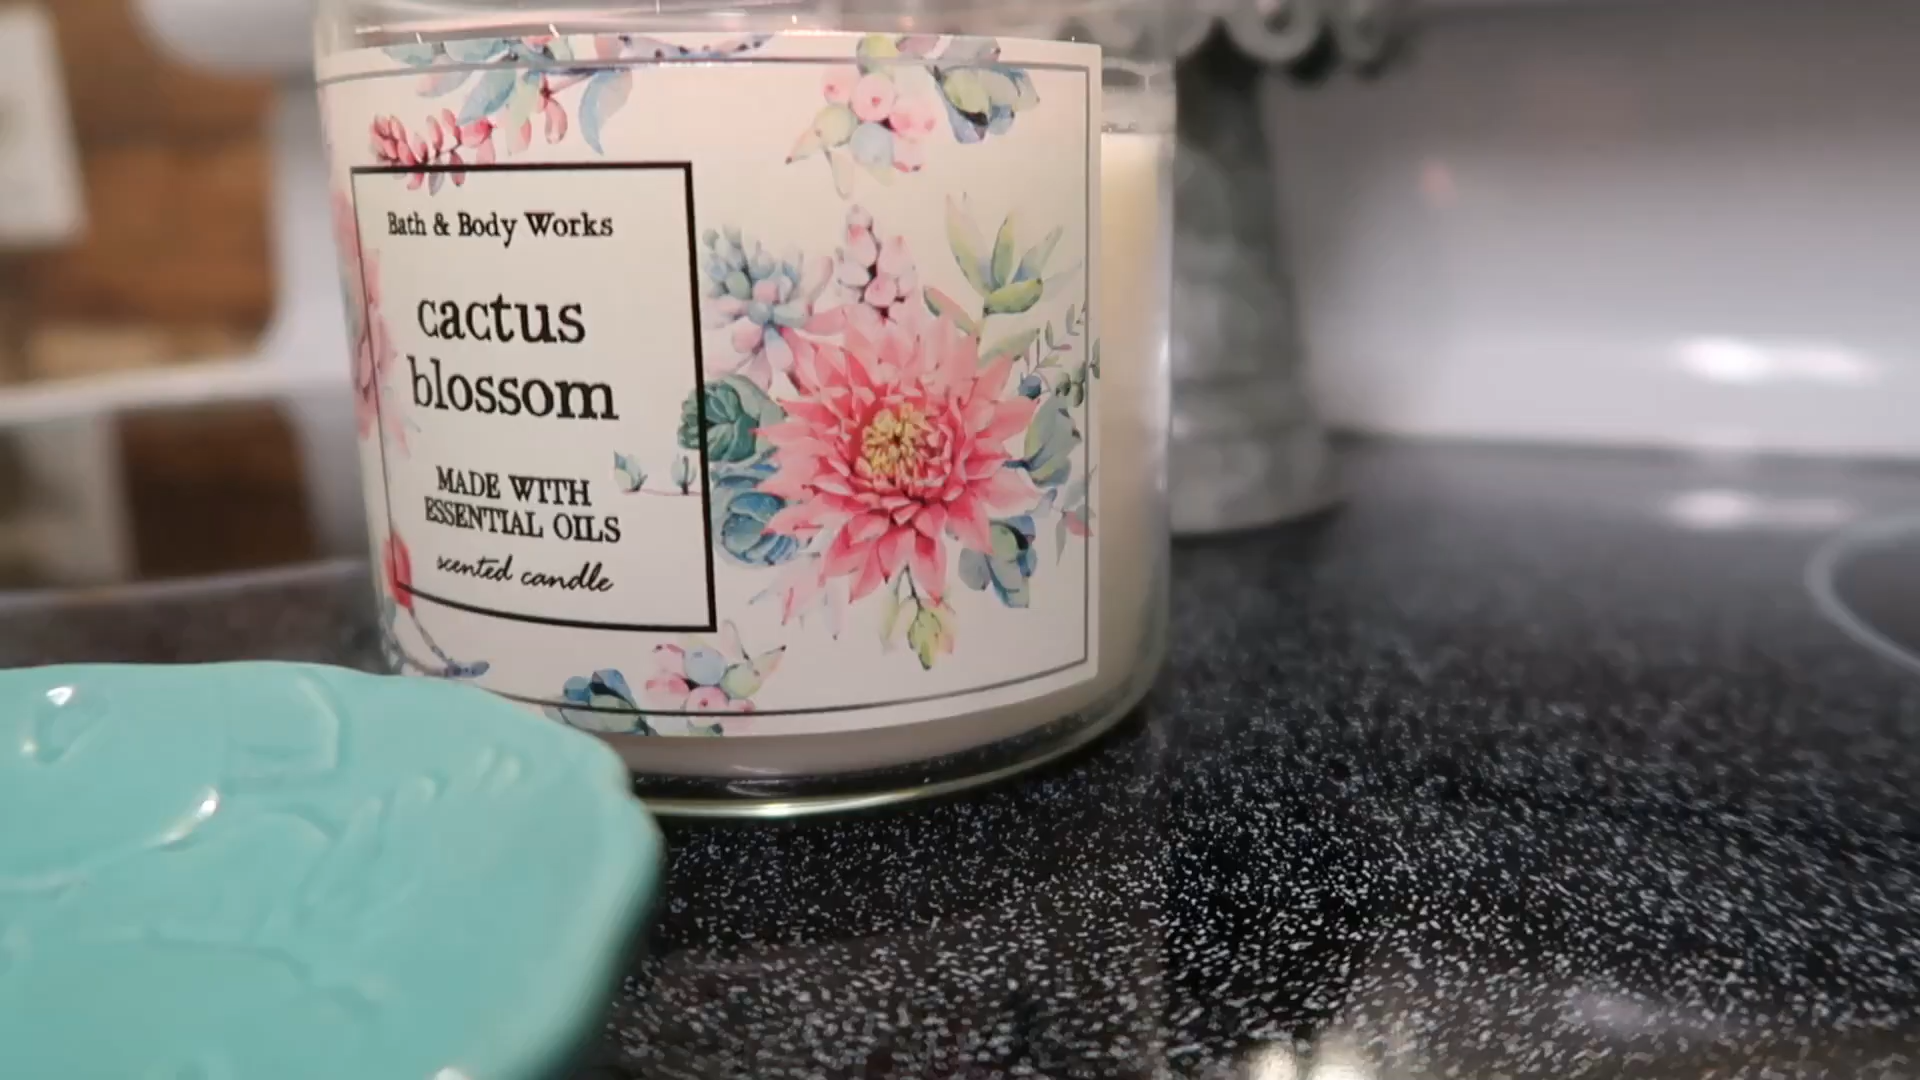 Bath & Body Works
cactus
blossom
MADE WITH
ESSENTIAL OILS
scented candle